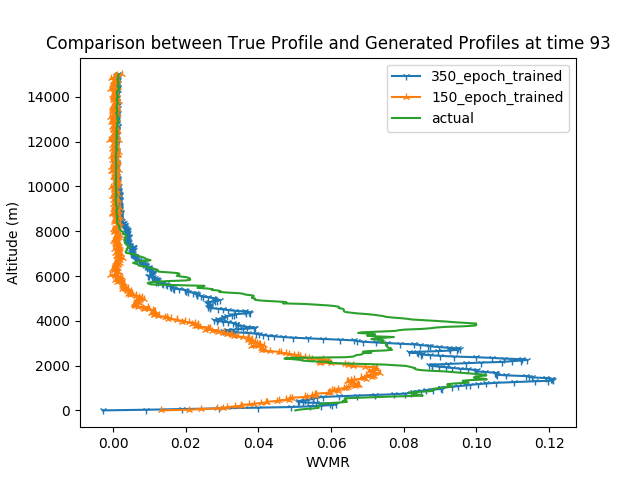 Comparison between True Profile and Generated Profiles at time 93
350_epoch_trained
150_epoch_trained
actual
Altitude (m)
14000
12000
10000
8000
6000
4000
2000
0
0.00 0.02 0.04 0.06 0.08 0.10 0.12
WVMR